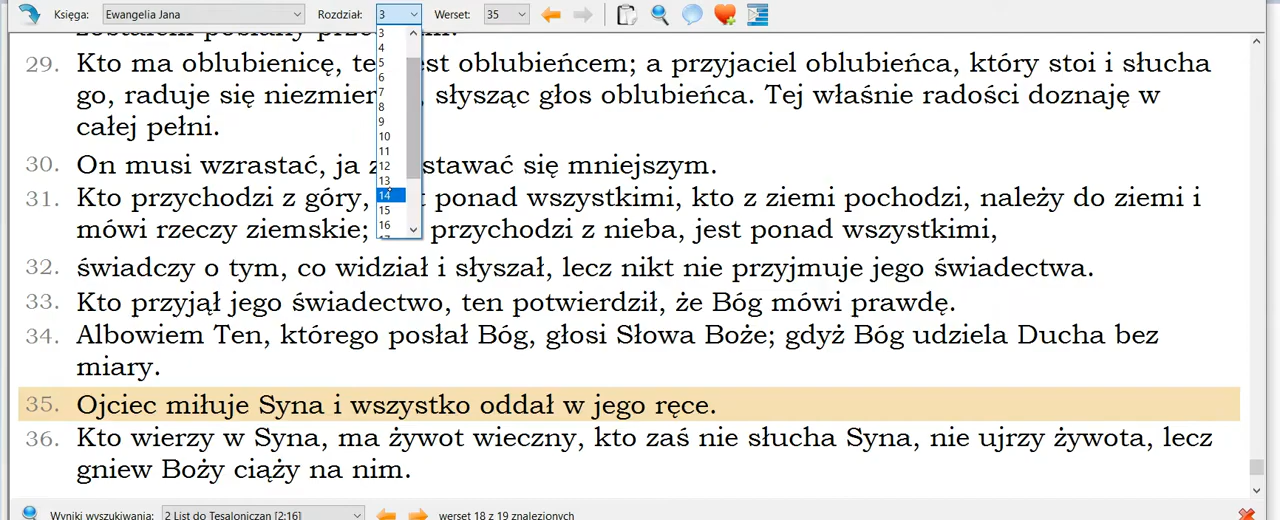 Księga: Ewangelia Jana Rozdział: 3 Werset: 35
29. Kto ma oblubienicę, est oblubieńcem; a przyjaciel oblubieńca, który stoi i słucha
go, raduje się słysząc głos oblubieńca. Tej właśnie radości doznaję w
całej pełni.
30. On musi wzrastać, ja stawać się mniejszym.
31. Kto przychodzi z góry, ponad wszystkimi, kto z ziemi pochodzi, należy do ziemi i
mówi rzeczy ziemskie; przychodzi z nieba, jest ponad wszystkimi,
32. świadczy o tym, co widział i słyszał, lecz nikt nie przyjmuje jego świadectwa.
33. Kto przyjął jego świadectwo, ten potwierdził, że Bóg mówi prawdę.
34. Albowiem Ten, którego posłał Bóg, głosi Słowa Boże; gdyż Bóg udziela Ducha bez
miary.
35. Ojciec miłuje Syna i wszystko oddał w jego ręce.
36. Kto wierzy w Syna, ma żywot wieczny, kto zaś nie słucha Syna, nie ujrzy żywota, lecz
gniew Boży ciąży na nim.
3
4
5
6
7
8
9
10
11
12
13
14
15
16
Wyniki wyszukiwania: 2 List do Tesaloniczan [2:16] werset 18 z 19 znalezionych